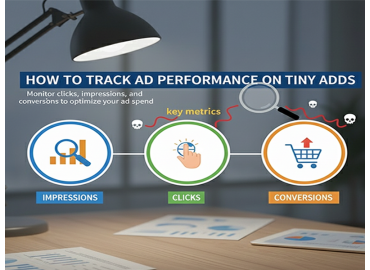 HOW TO TRACK AD PERFORMANCE ON TINY ADDS
Monitor clicks, impressions, and
conversions to optimize your ad spend
key metrics
IMPRESSIONS
CLICKS
CONVERSIONS